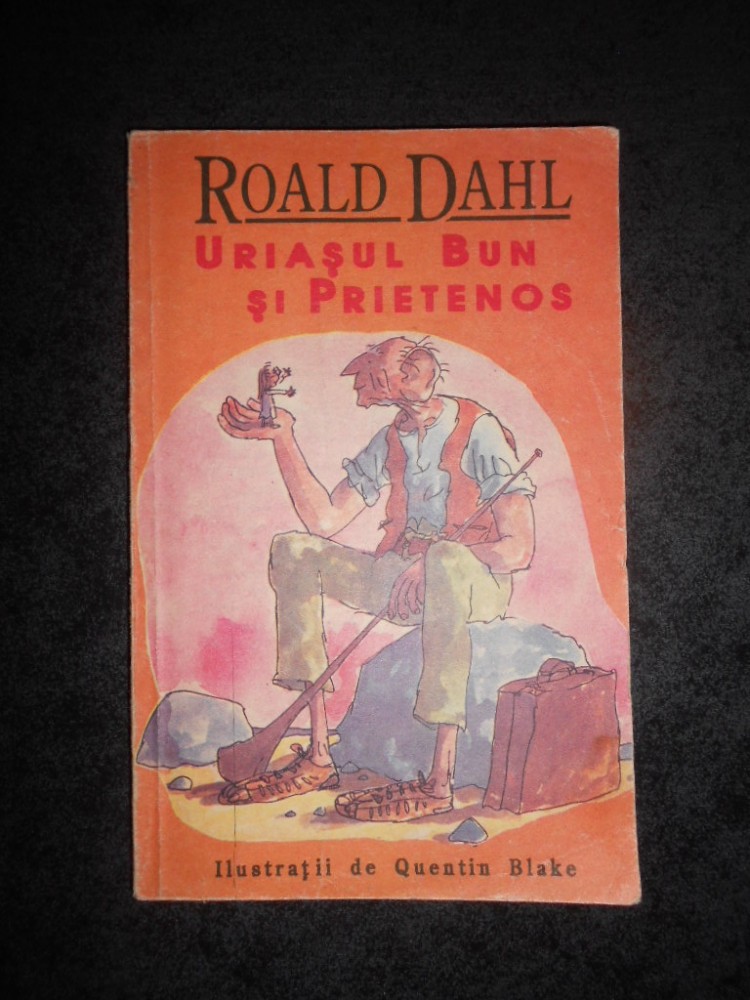 ROALD DAHL
URIAŞUL BUN
ŞI PRIETENOS
Ilustraţii de Quentin Blake